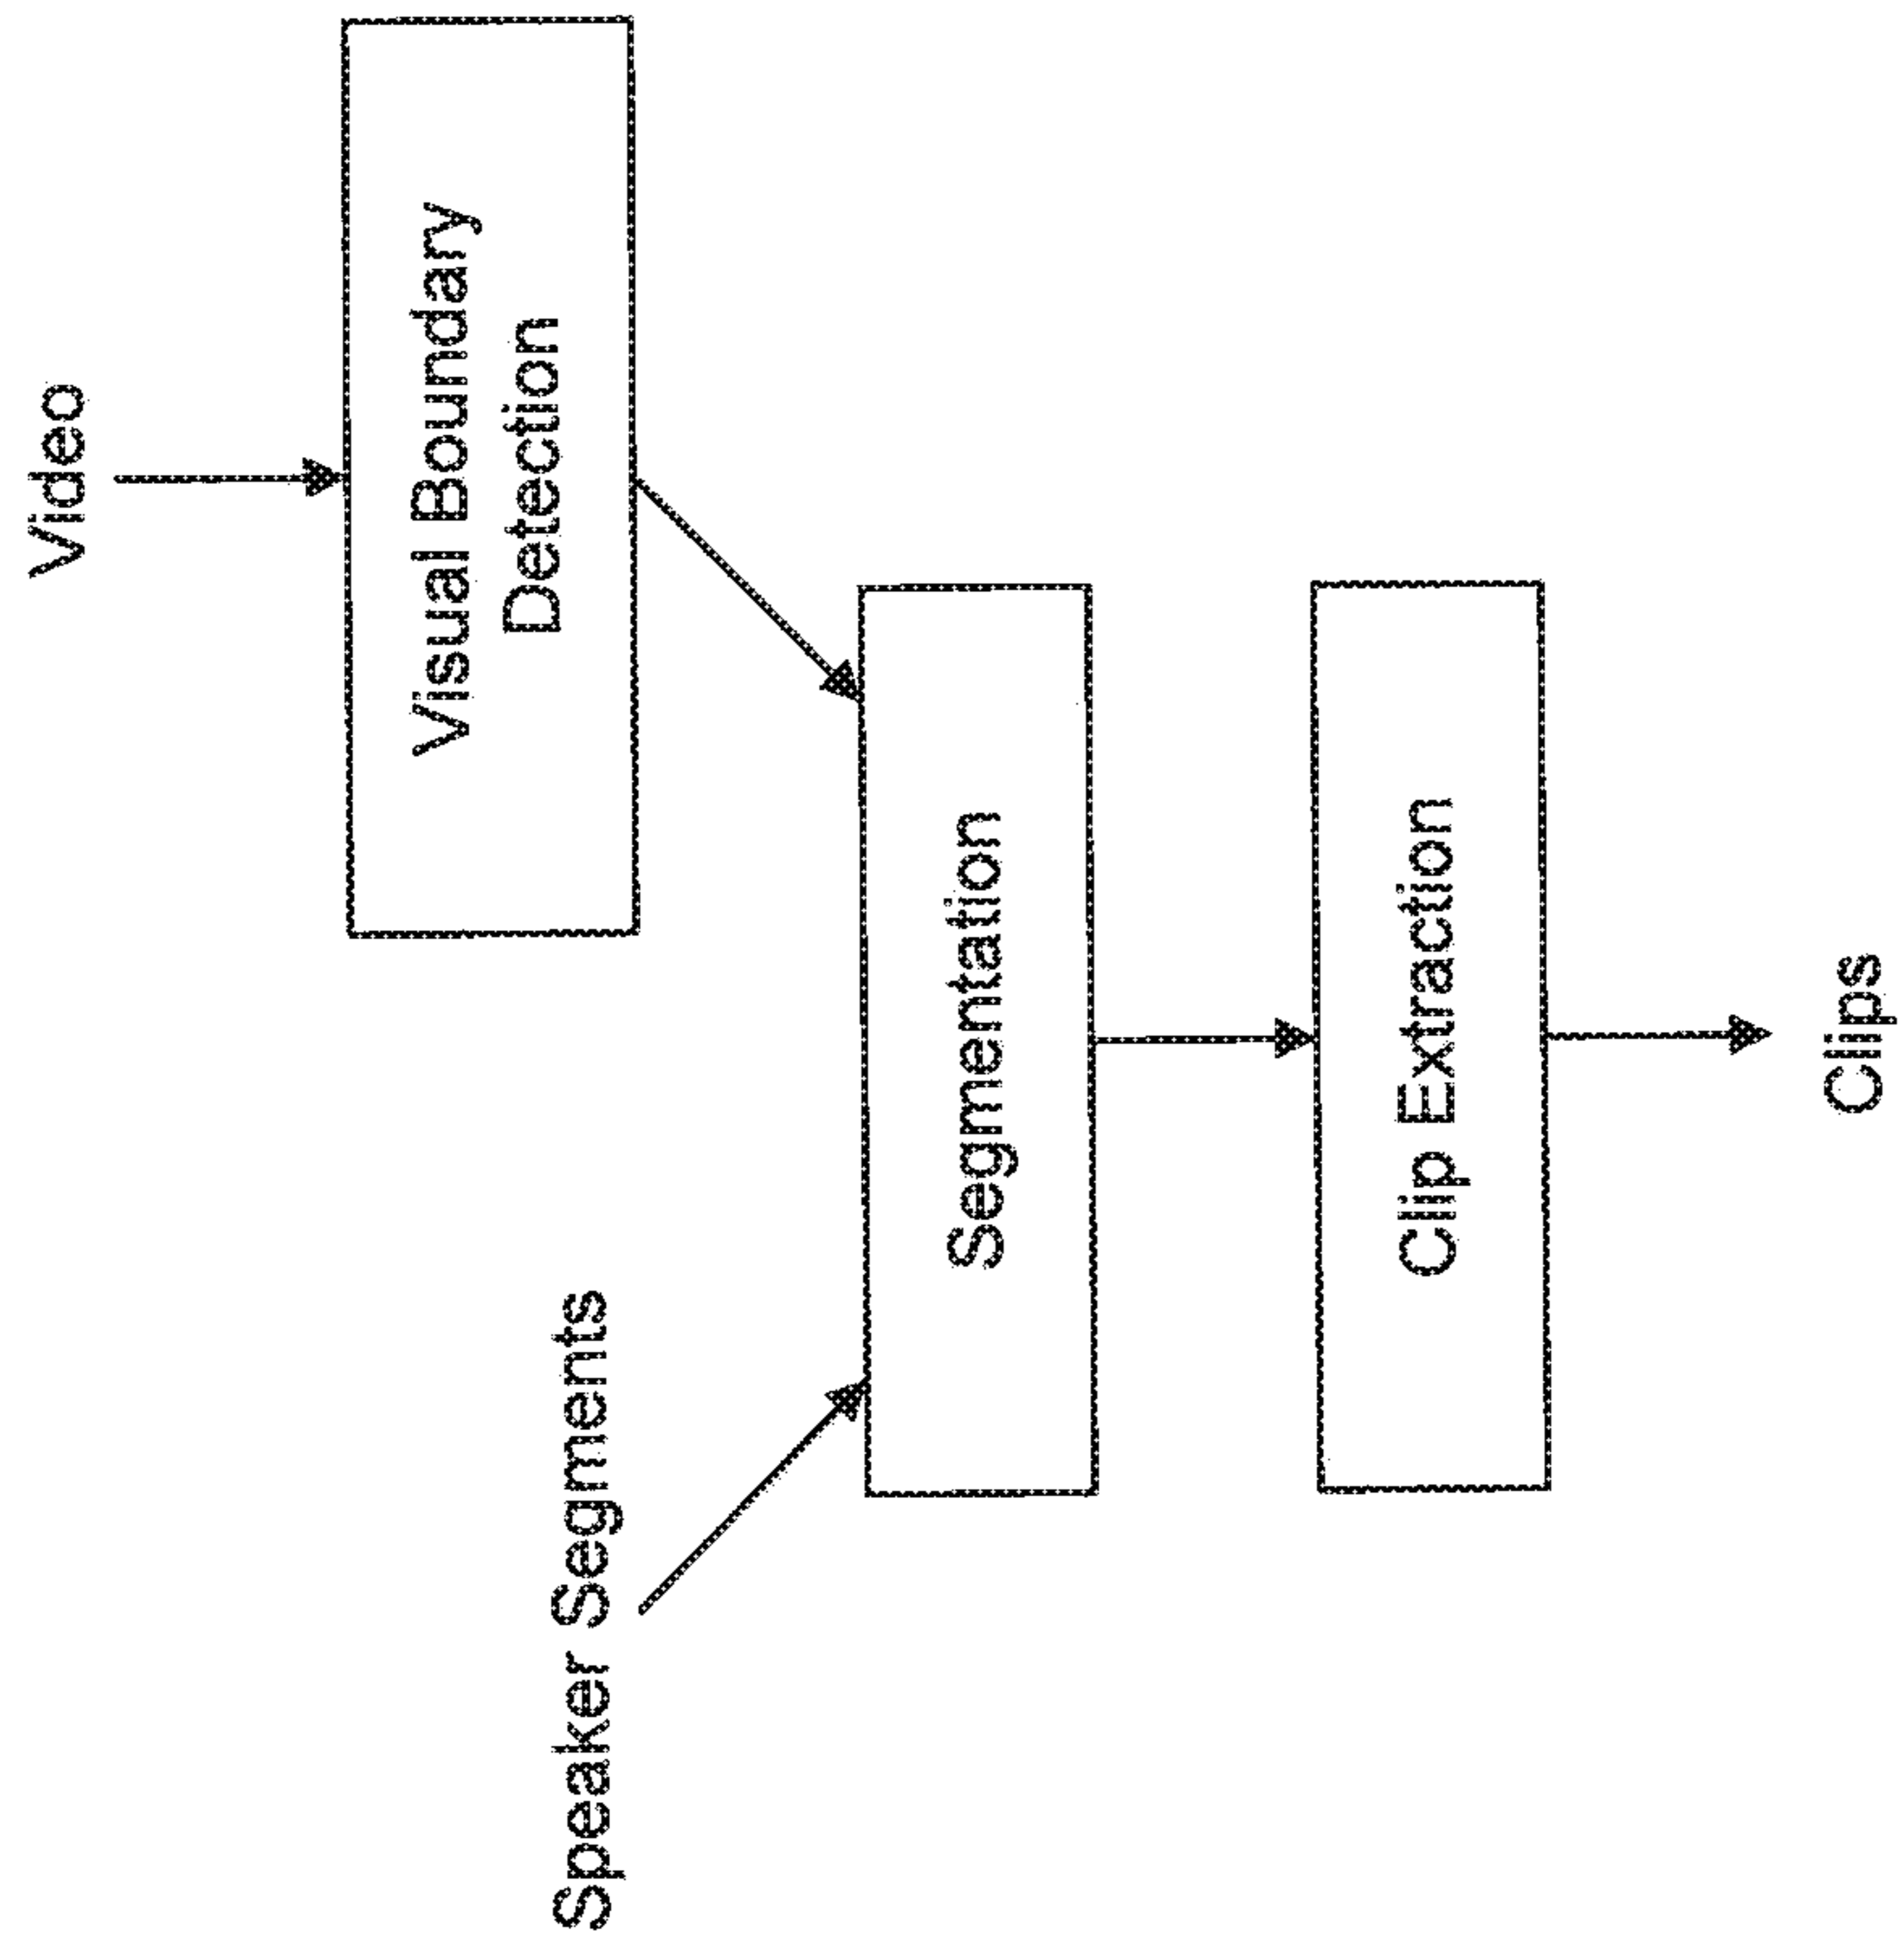 Video
Visual Boundary
Detection
Speaker Segments
Segmentation
Clip Extraction
Clips